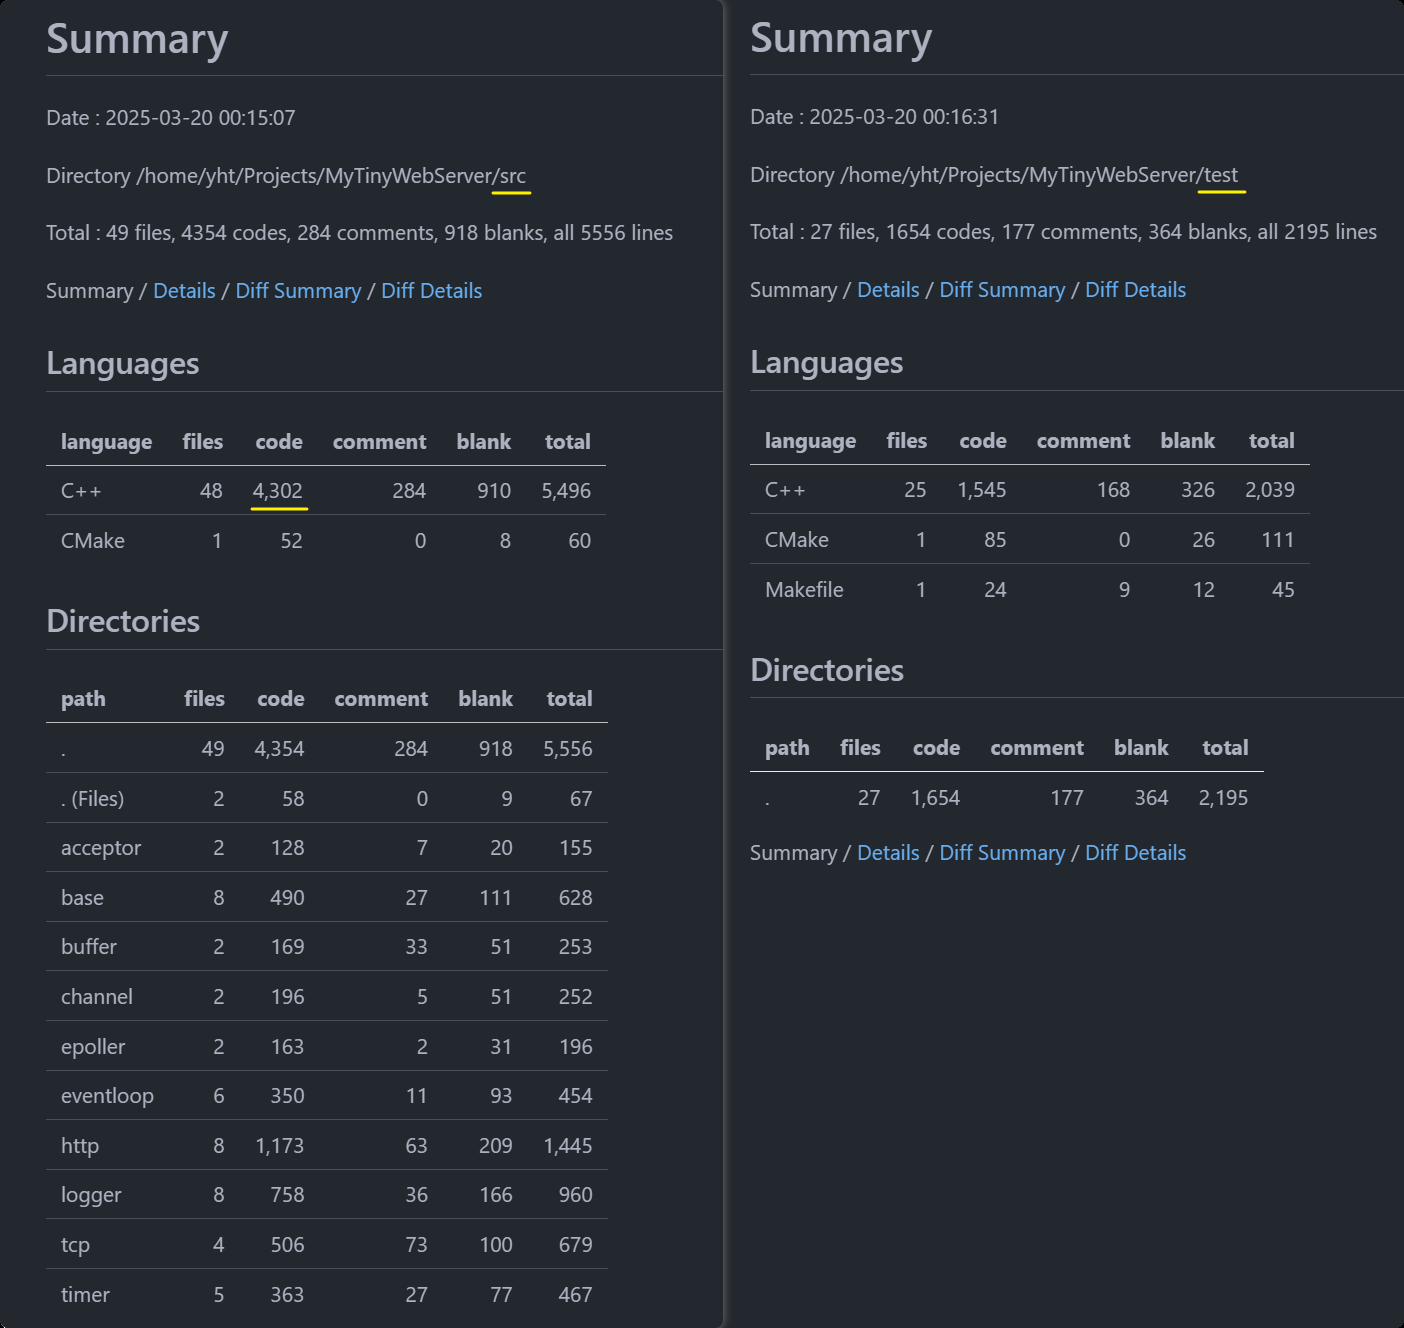 Summary
Date : 2025-03-20 00:15:07
Directory /home/yht/Projects/MyTinyWebServer/src
Total : 49 files, 4354 codes, 284 comments, 918 blanks, all 5556 lines
Summary / Details / Diff Summary / Diff Details
Languages
language files code comment blank total
C++ 48 4,302 284 910 5,496
CMake 1 52 0 8 60
Directories
path files code comment blank total
. 49 4,354 284 918 5,556
. (Files) 2 58 0 9 67
acceptor 2 128 7 20 155
base 8 490 27 111 628
buffer 2 169 33 51 253
channel 2 196 5 51 252
epoller 2 163 2 31 196
eventloop 6 350 11 93 454
http 8 1,173 63 209 1,445
logger 8 758 36 166 960
tcp 4 506 73 100 679
timer 5 363 27 77 467
Summary
Date : 2025-03-20 00:16:31
Directory /home/yht/Projects/MyTinyWebServer/test
Total : 27 files, 1654 codes, 177 comments, 364 blanks, all 2195 lines
Summary / Details / Diff Summary / Diff Details
Languages
language files code comment blank total
C++ 25 1,545 168 326 2,039
CMake 1 85 0 26 111
Makefile 1 24 9 12 45
Directories
path files code comment blank total
. 27 1,654 177 364 2,195
Summary / Details / Diff Summary / Diff Details